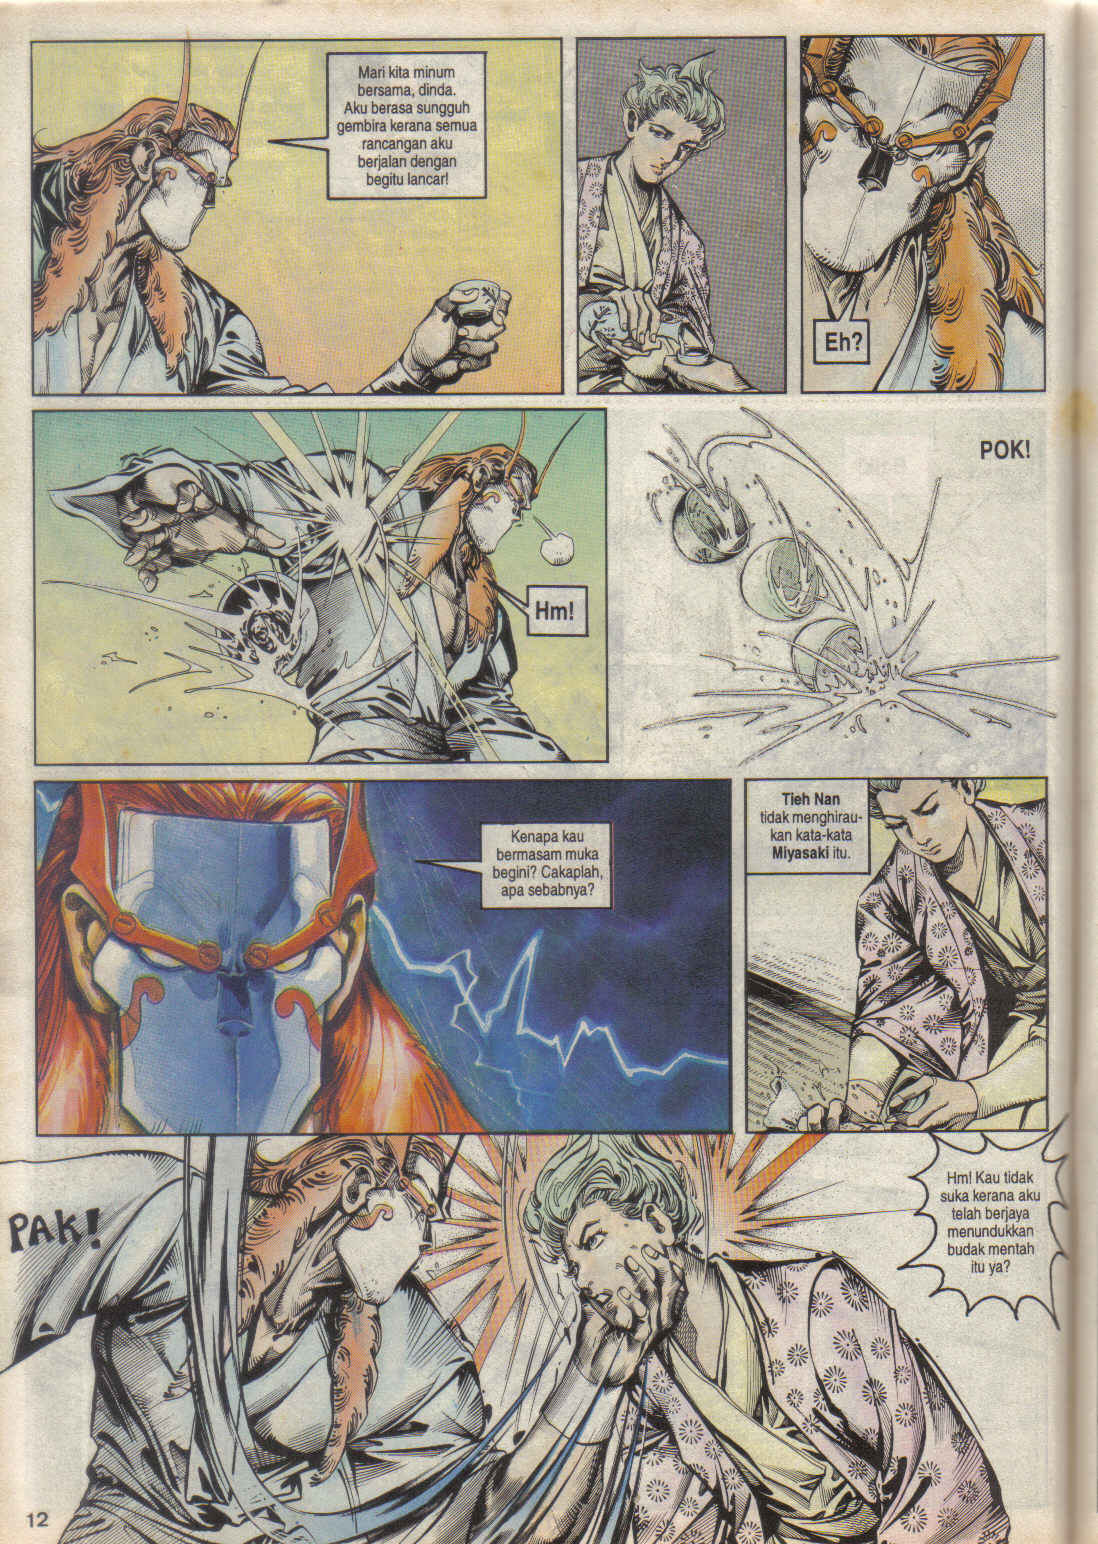 Mari kita minum
bersama, dinda.
Aku berasa sungguh
gembira kerana semua
rancangan aku
berjalan dengan
begitu lancar!
Eh?
Hm!
POK!
Kenapa kau
bermasam muka
begini? Cakaplah,
apa sebabnya?
Tieh Nan
tidak menghirau-
kan kata-kata
Miyasaki itu.
PAK!
Hm! Kau tidak
suka kerana aku
telah berjaya
menundukkan
budak mentah
itu ya?
12